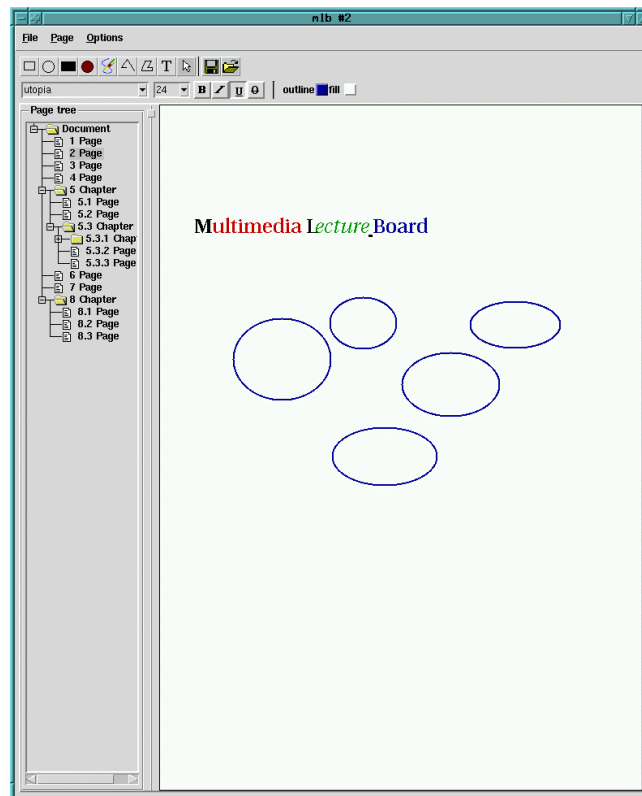 mlb #2
File Page Options
T
utopia 24 B I U O outline fill
Page tree
Document
1 Page
2 Page
3 Page
4 Page
5 Chapter
5.1 Page
5.2 Page
5.3 Chapter
5.3.1 Chap
5.3.2 Page
5.3.3 Page
6 Page
7 Page
8 Chapter
8.1 Page
8.2 Page
8.3 Page
Multimedia Lecture Board